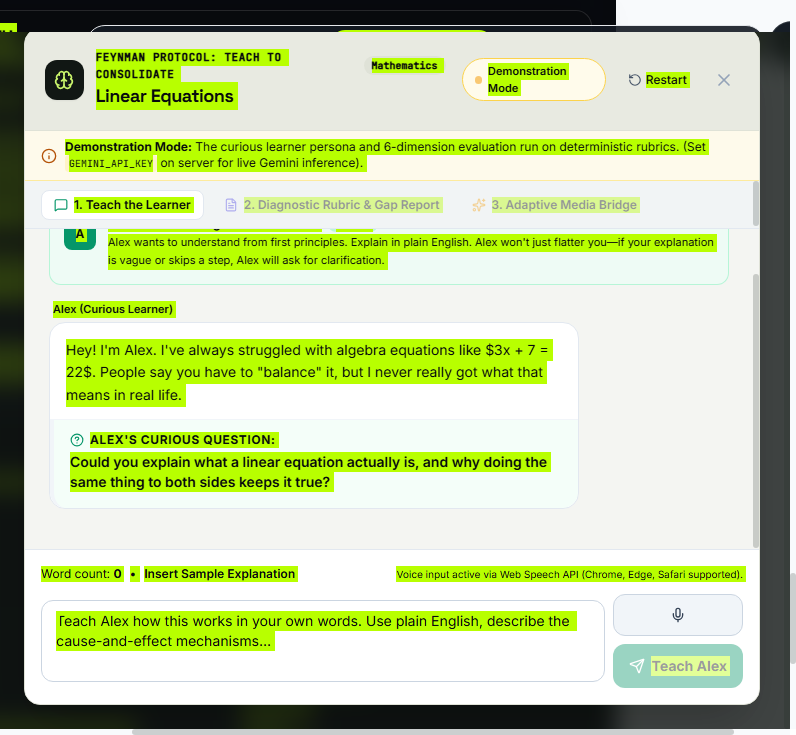 FEYNMAN PROTOCOL: TEACH TO
CONSOLIDATE
Linear Equations
Mathematics
Demonstration
Mode
Restart
Demonstration Mode: The curious learner persona and 6-dimension evaluation run on deterministic rubrics. (Set
GEMINI_API_KEY on server for live Gemini inference).
1. Teach the Learner
2. Diagnostic Rubric & Gap Report
3. Adaptive Media Bridge
A
Alex wants to understand from first principles. Explain in plain English. Alex won't just flatter you—if your explanation
is vague or skips a step, Alex will ask for clarification.
Alex (Curious Learner)
Hey! I'm Alex. I've always struggled with algebra equations like $3x + 7 =
22$. People say you have to "balance" it, but I never really got what that
means in real life.
ALEX'S CURIOUS QUESTION:
Could you explain what a linear equation actually is, and why doing the
same thing to both sides keeps it true?
Word count: 0 • Insert Sample Explanation
Voice input active via Web Speech API (Chrome, Edge, Safari supported).
Teach Alex how this works in your own words. Use plain English, describe the
cause-and-effect mechanisms...
Teach Alex